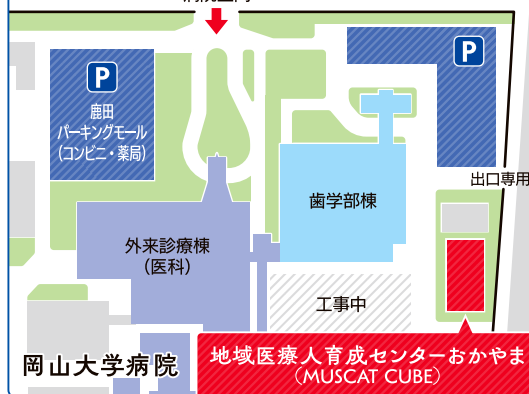 P
P
鹿田
パーキングモール
(コンビニ・薬局)
出口専用
歯学部棟
外来診療棟
(医科)
工事中
岡山大学病院
地域医療人育成センターおかやま
(MUSCAT CUBE)